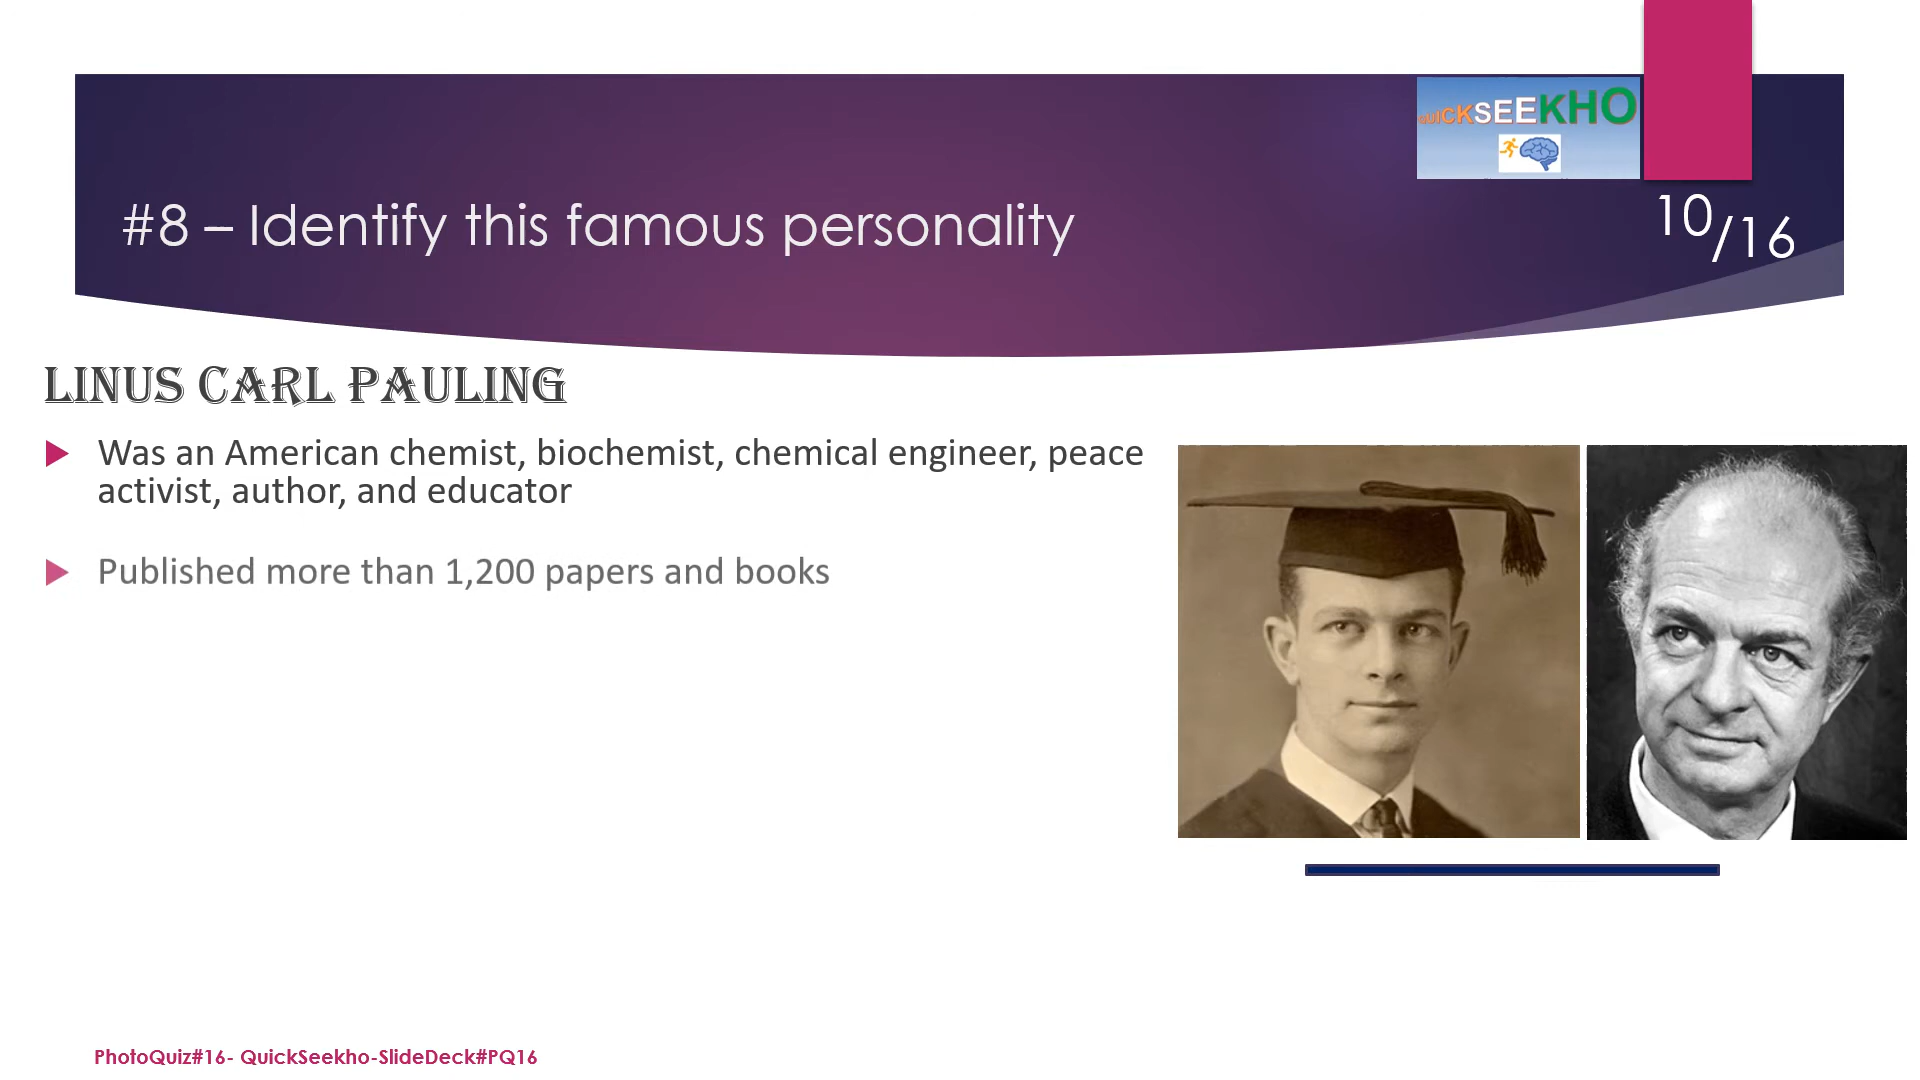 QUICKSEEKHO
#8 – Identify this famous personality
10/16
LINUS CARL PAULING
Was an American chemist, biochemist, chemical engineer, peace
activist, author, and educator
Published more than 1,200 papers and books
PhotoQuiz#16- QuickSeekho-SlideDeck#PQ16